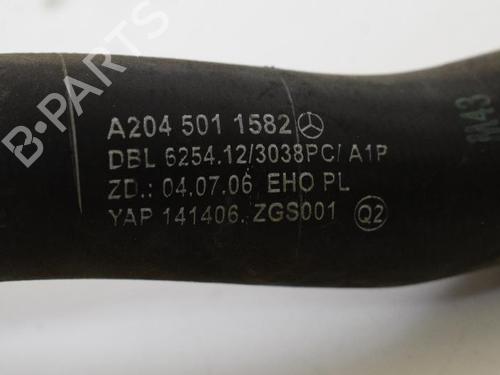 A204 501 1582
DBL 6254.12/3038PC/ A1P
ZD.: 04.07.06 EHO PL
YAP 141406. ZGS001 Q2
1143
B-PARTS